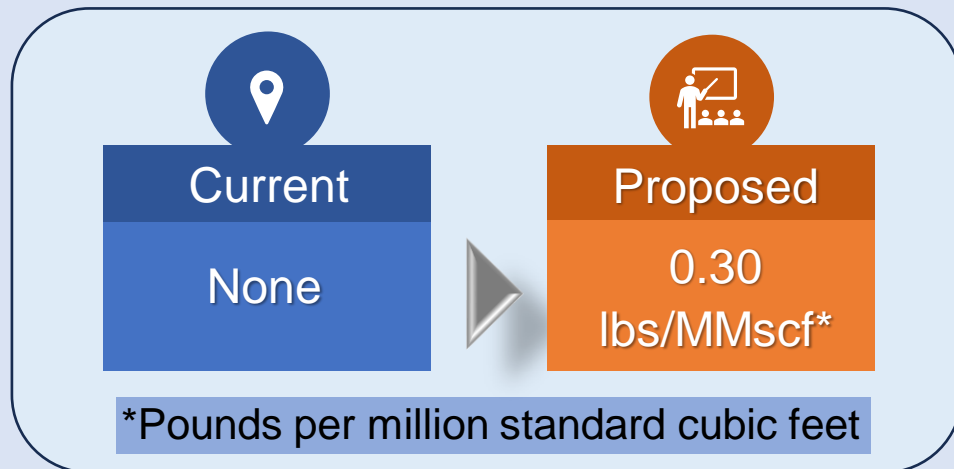 Current
None
Proposed
0.30
lbs/MMscf*
*Pounds per million standard cubic feet